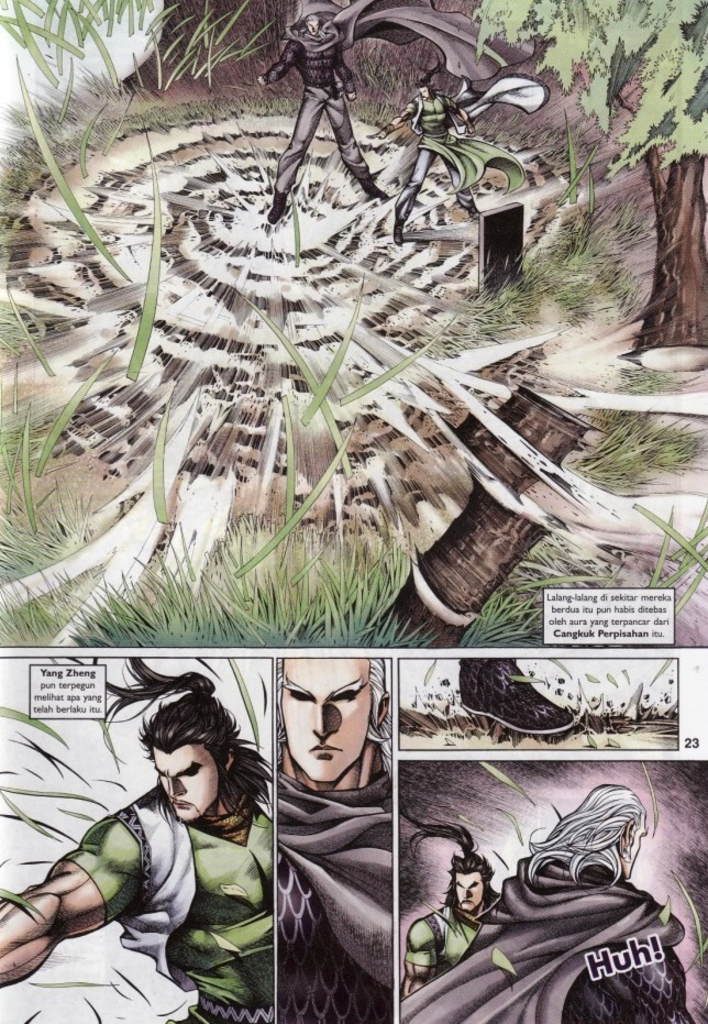 Lalang-lalang di sekitar mereka
berdua itu pun habis ditebas
oleh aura yang terpancar dari
Cangkuk Perpisahan itu.
Yang Zheng
pun terpegun
melihat apa yang
telah berlaku itu.
23
Huh!